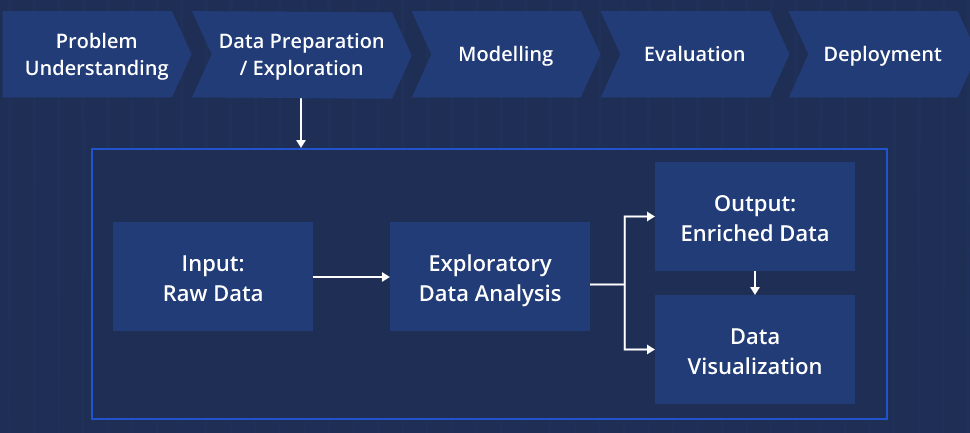 Problem
Understanding
Data Preparation
/ Exploration
Modelling
Evaluation
Deployment
Input:
Raw Data
Exploratory
Data Analysis
Output:
Enriched Data
Data
Visualization